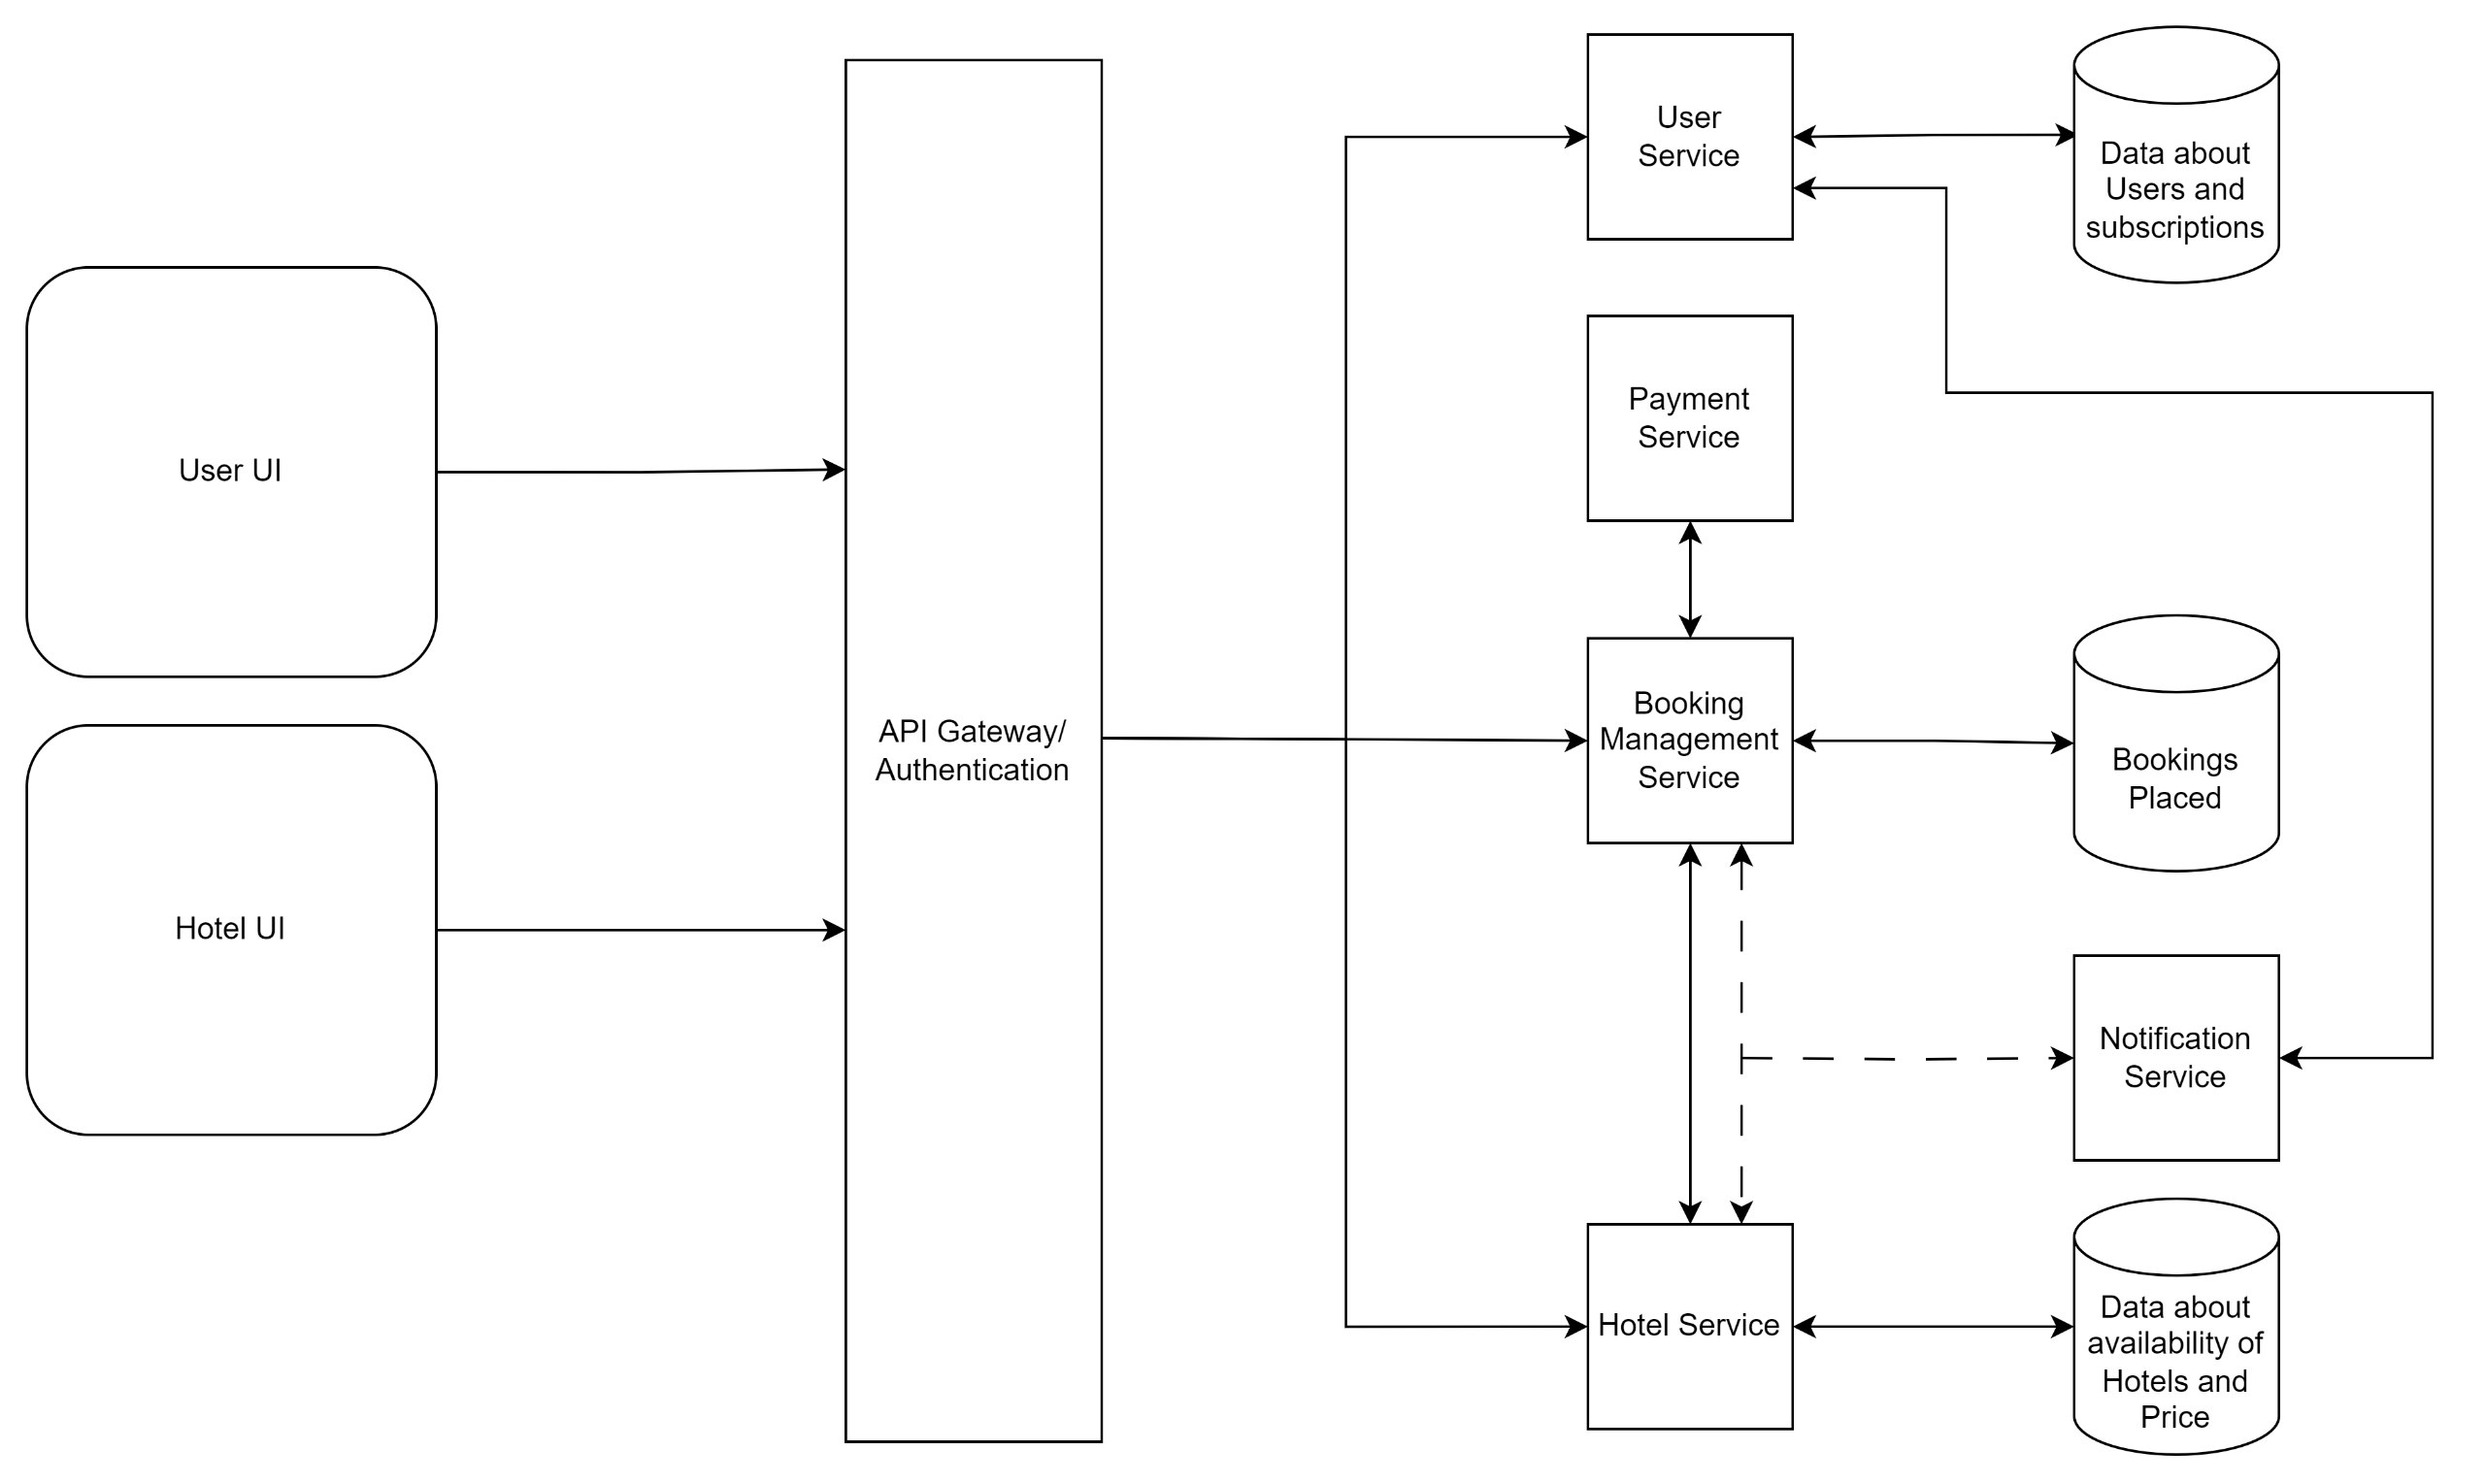 User UI
Hotel UI
API Gateway/
Authentication
User
Service
Payment
Service
Booking
Management
Service
Hotel Service
Data about
Users and
subscriptions
Bookings
Placed
Notification
Service
Data about
availability of
Hotels and
Price